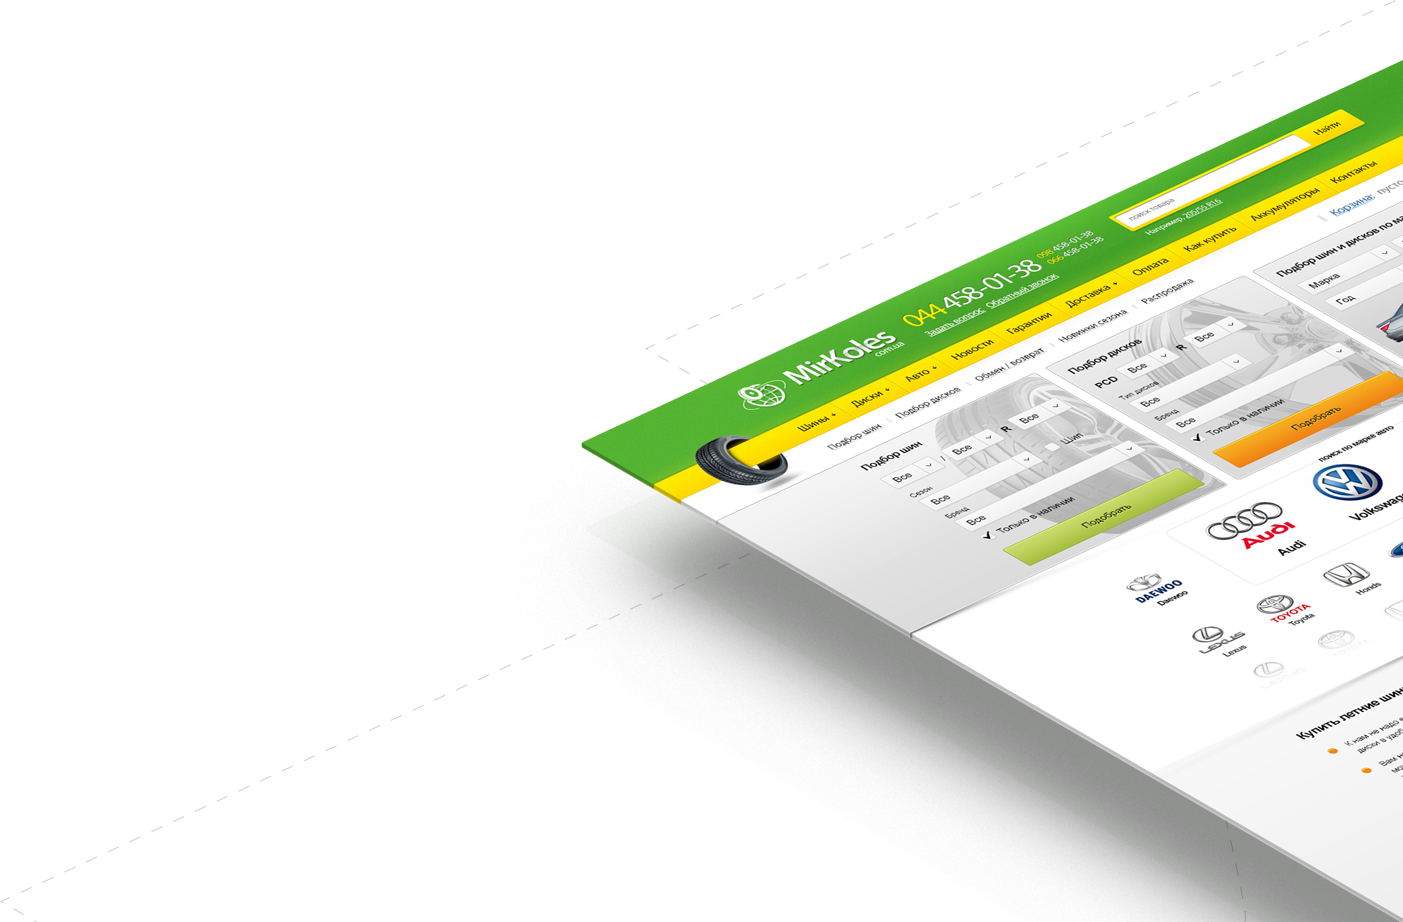 MirKoles
com.ua
044 458-01-38
098 458-01-38
066 458-01-38
Задать вопрос Обратный звонок
поиск товара
Найти
Например, 205/55 R16
Шины +
Диски +
Авто +
Новости
Гарантии
Доставка +
Оплата
Как купить
Аккумуляторы
Контакты
Подбор шин
Подбор дисков
Обмен / возврат
Новинки сезона
Распродажа
Корзина: пусто
Подбор шин
Все / Все R Все
Сезон
Все
Шип
Бренд
Все
Только в наличии
Подобрать
Подбор дисков
PCD Все R Все
Тип дисков
Все
Бренд
Все
Только в наличии
Подобрать
Подбор шин и дисков по
Марка
Год
поиск по марке авто
Audi
Audi
Volkswage
DAEWOO
Daewoo
TOYOTA
Toyota
Honda
LEXUS
Lexus
Купить летние
К нам не надо
диски в
Вам